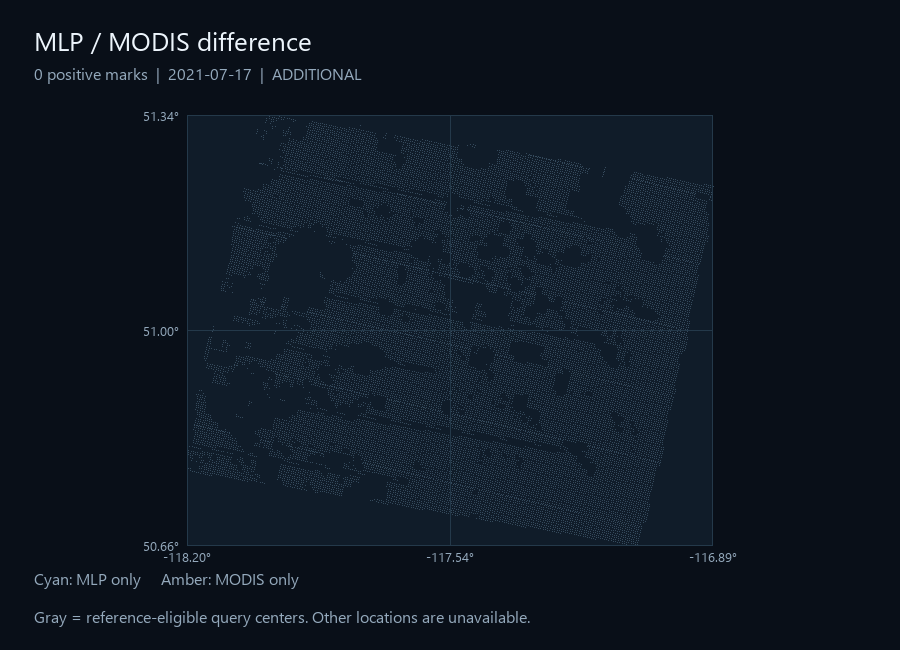 MLP / MODIS difference
0 positive marks | 2021-07-17 | ADDITIONAL
51.34°
51.00°
50.66°
-118.20° -117.54° -116.89°
Cyan: MLP only Amber: MODIS only
Gray = reference-eligible query centers. Other locations are unavailable.